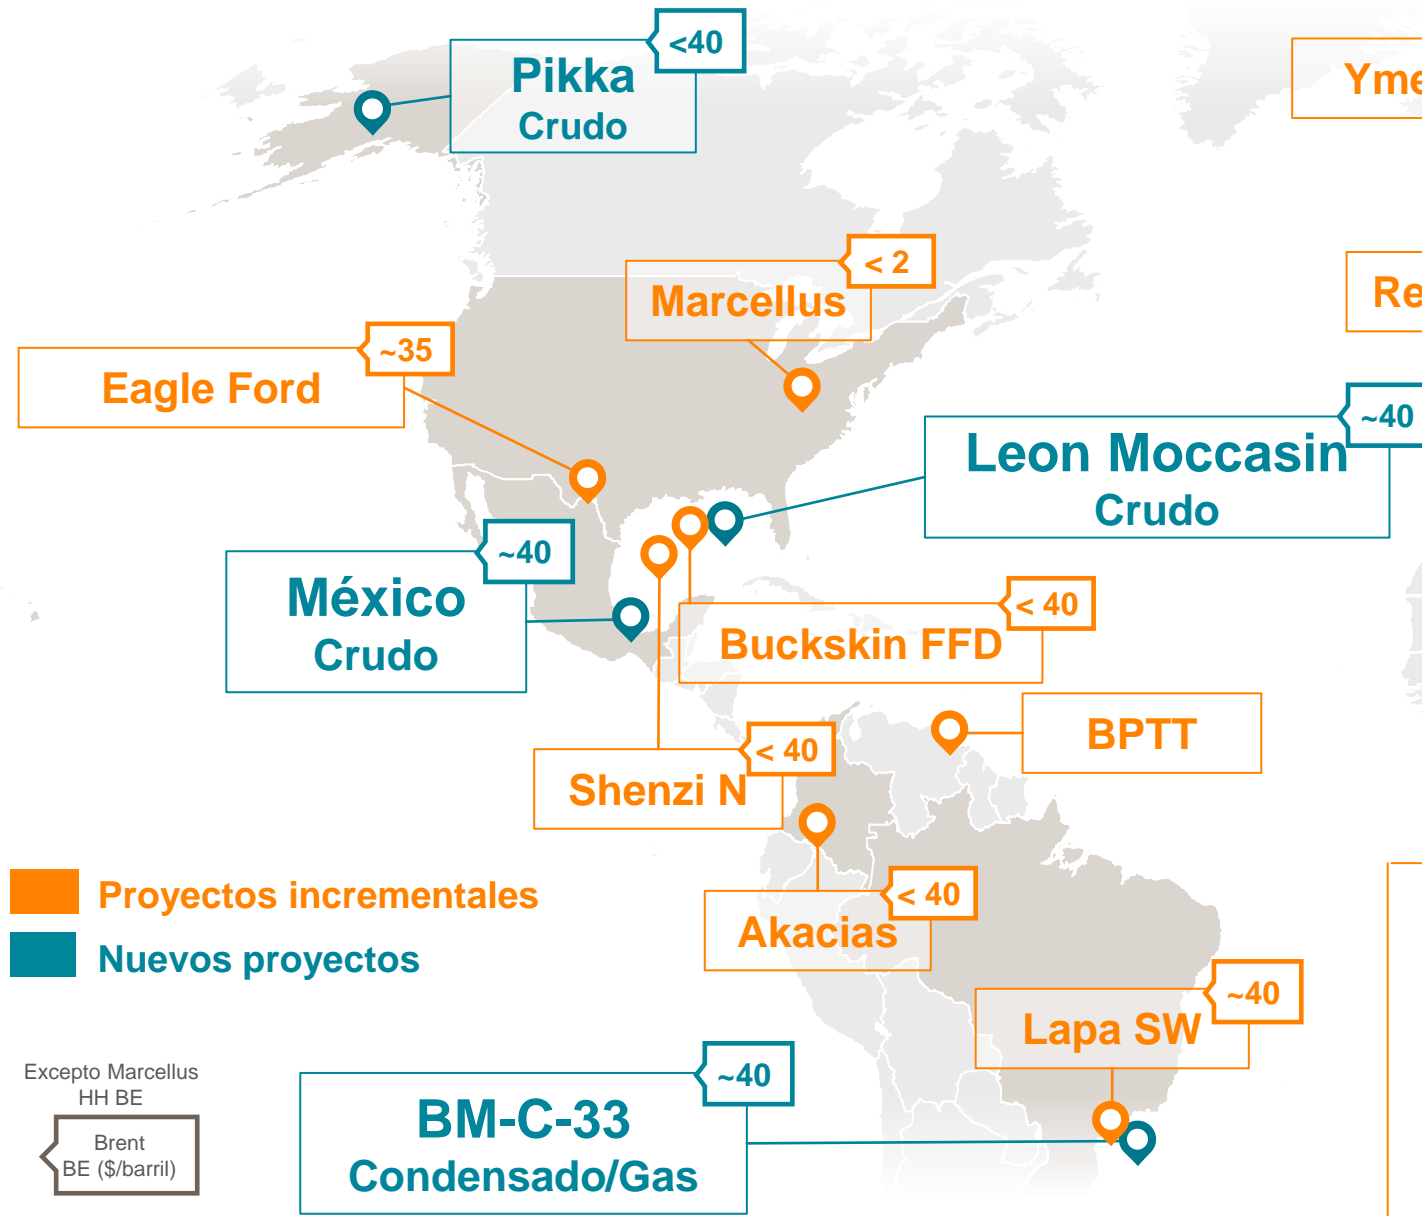 <40
Pikka
Crudo
Yme
< 2
Marcellus
Re
~35
Eagle Ford
~40
Leon Moccasin
Crudo
~40
México
Crudo
< 40
Buckskin FFD
BPTT
< 40
Shenzi N
Proyectos incrementales
< 40
Akacias
Nuevos proyectos
~40
Lapa SW
Excepto Marcellus
HH BE
Brent
BE ($/barril)
~40
BM-C-33
Condensado/Gas